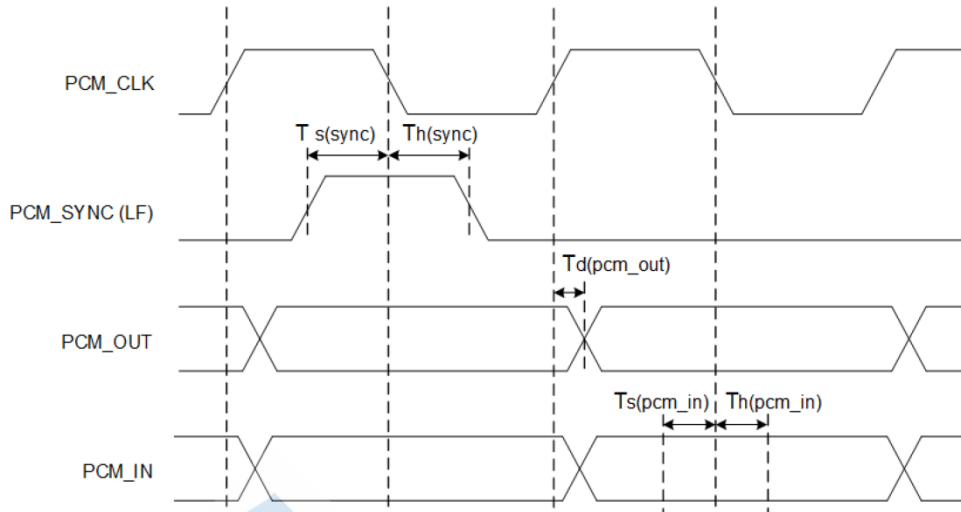 PCM_CLK
T s(sync) Th(sync)
PCM_SYNC (LF)
Td(pcm_out)
PCM_OUT
Ts(pcm_in) Th(pcm_in)
PCM_IN